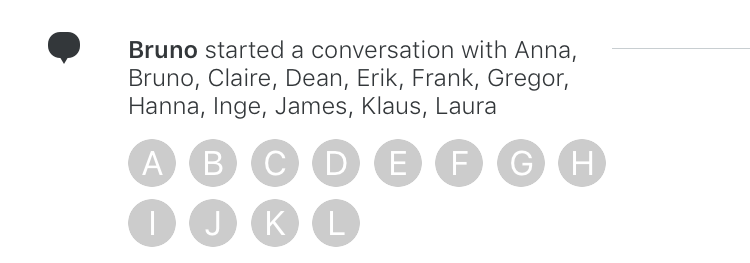 Bruno started a conversation with Anna,
Bruno, Claire, Dean, Erik, Frank, Gregor,
Hanna, Inge, James, Klaus, Laura
A B C D E F G H
I J K L